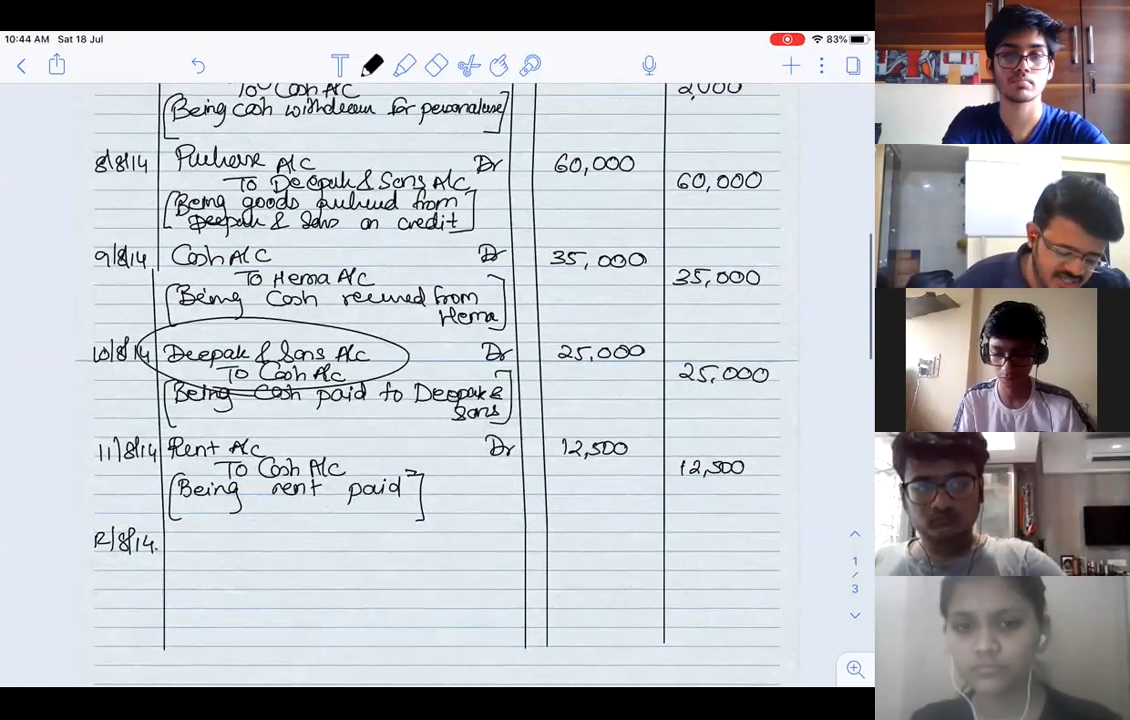 10:44 AM Sat 18 Jul
83%
T
To Cash A/C 2,000
[Being Cash withdrawn for personal use]
8/8/14 Purchase A/C Dr 60,000
To Deepak & Sons A/C 60,000
[Being goods purchased from
Deepak & Sons on credit]
9/8/14 Cash A/C Dr 35,000
To Hema A/C 35,000
[Being Cash received from
Hema]
10/8/14 Deepak & Sons A/c Dr 25,000
To Cash A/c 25,000
[Being Cash paid to Deepak &
Sons]
11/8/14 Rent A/c Dr 12,500
To Cash A/C 12,500
[Being rent paid]
12/8/14.
1
/
3